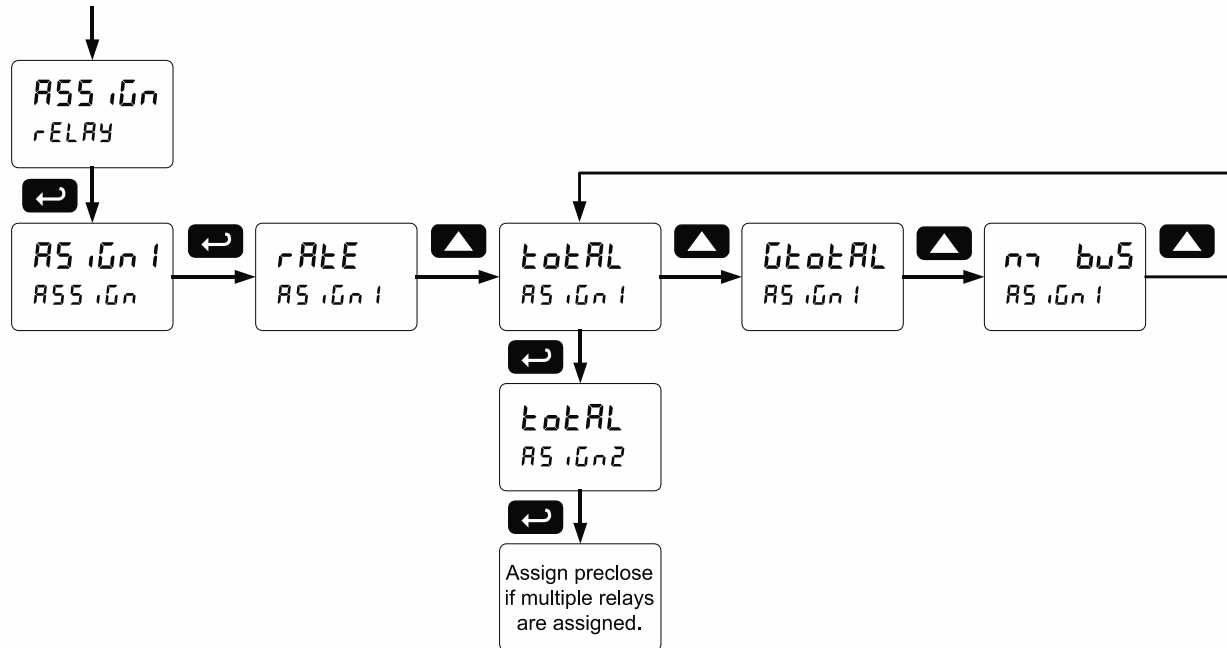 ASSiGn
rELAY
ASiGn1
ASSiGn
rAtE
ASiGn1
totAL
ASiGn1
GtotAL
ASiGn1
m buS
ASiGn1
totAL
ASiGn2
Assign preclose
if multiple relays
are assigned.